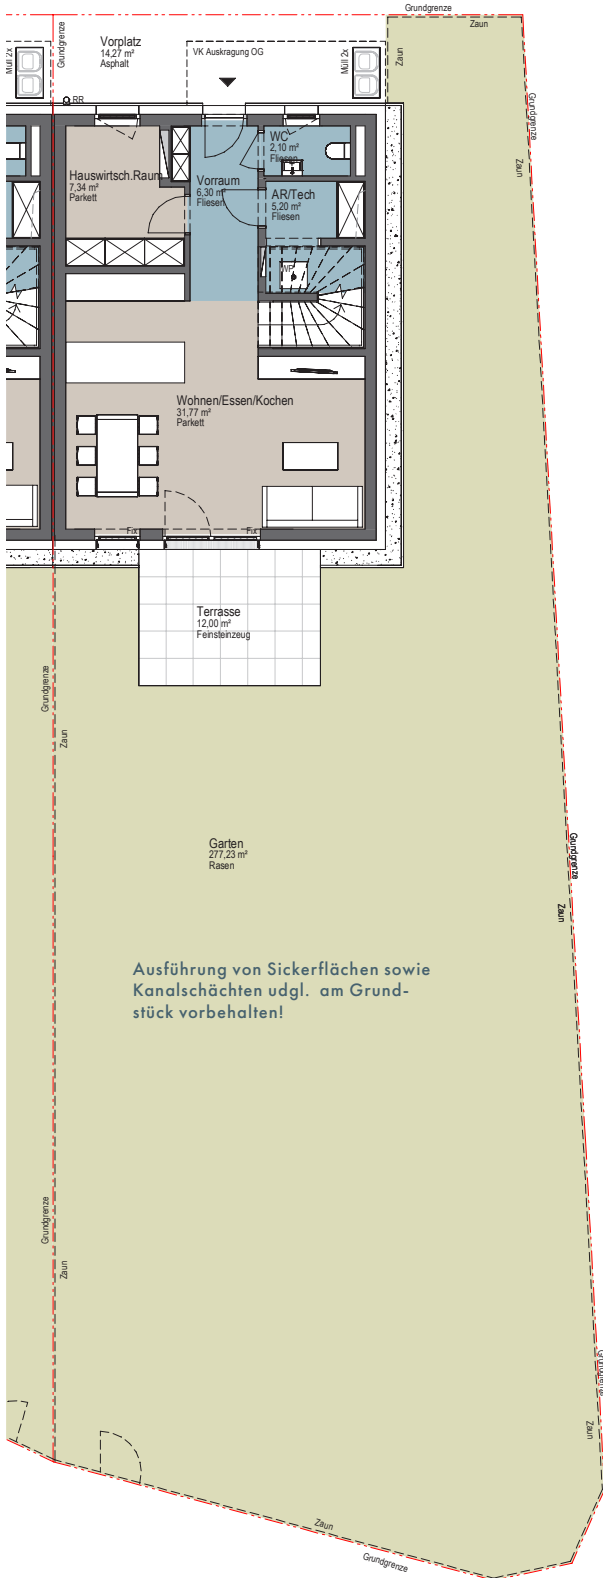 Grundgrenze
Zaun
Vorplatz
14,27 m²
Asphalt
VK Auskragung OG
Müll 2x
Müll 2x
Grundgrenze
Zaun
RR
Grundgrenze
Zaun
WC
2,10 m²
Fliesen
Hauswirtsch.Raum
7,34 m²
Parkett
Vorraum
6,30 m²
Fliesen
AR/Tech
5,20 m²
Fliesen
WP
Wohnen/Essen/Kochen
31,77 m²
Parkett
Fix
Fix
Terrasse
12,00 m²
Feinsteinzeug
Grundgrenze
Zaun
Garten
277,23 m²
Rasen
Grundgrenze
Zaun
Ausführung von Sickerflächen sowie
Kanalschächten udgl. am Grund-
stück vorbehalten!
Grundgrenze
Zaun
Grundgrenze
Zaun
Zaun
Grundgrenze